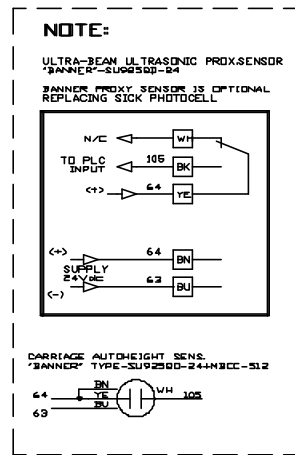 NOTE:
ULTRA-BEAM ULTRASONIC PROX.SENSOR
"BANNER"-SU925QD-24
BANNER PROXY SENSOR IS OPTIONAL
REPLACING SICK PHOTOCELL
N/C WH
TO PLC 105 BK
INPUT
(+) 64 YE
(+) 64 BN
SUPPLY
24Vdc 63 BU
(-)
CARRIAGE AUTOHEIGHT SENS.
"BANNER" TYPE-SU925QD-24+MBCC-512
BN WH
64 YE 105
63 BU